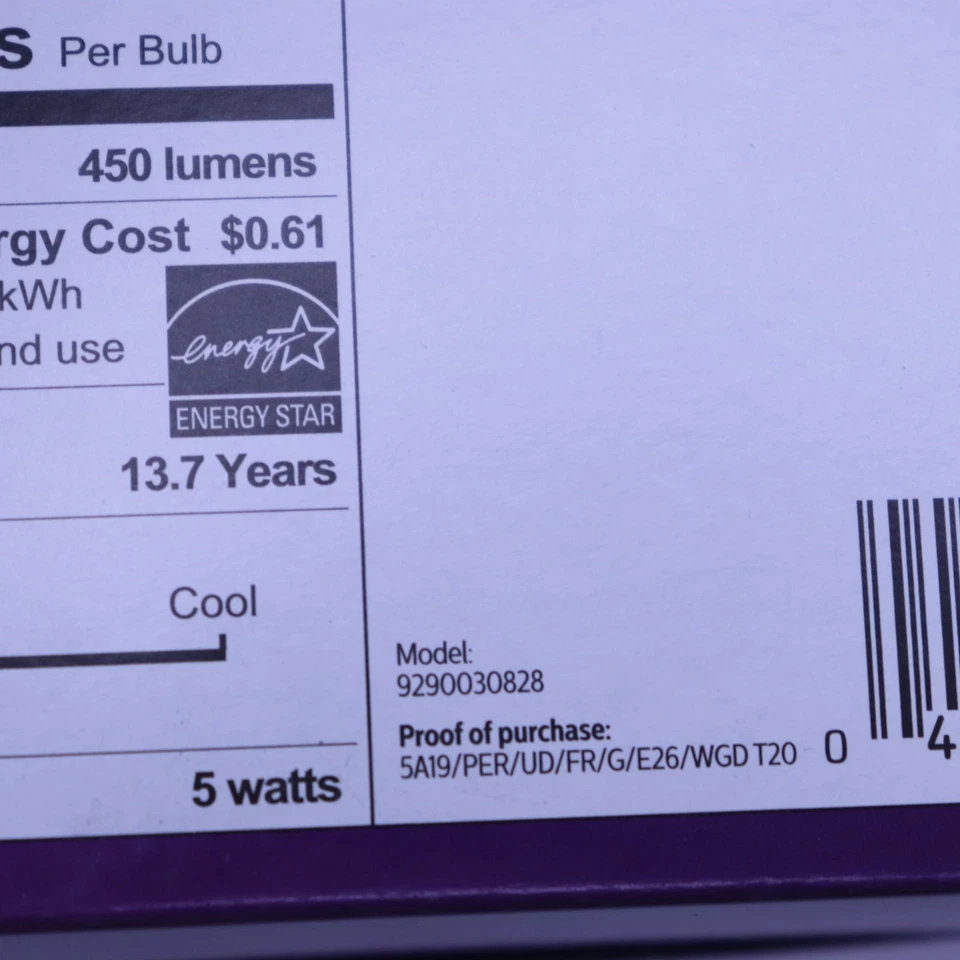 s Per Bulb
450 lumens
rgy Cost $0.61
kWh
nd use
energy
ENERGY STAR
13.7 Years
Cool
5 watts
Model:
9290030828
Proof of purchase:
5A19/PER/UD/FR/G/E26/WGD T20
0 4